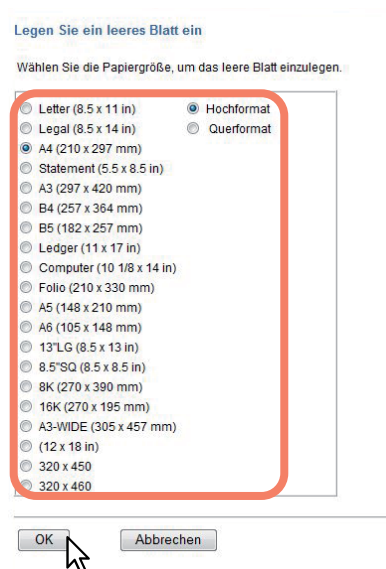 Legen Sie ein leeres Blatt ein
Wählen Sie die Papiergröße, um das leere Blatt einzulegen.
Letter (8.5 x 11 in) Hochformat
Legal (8.5 x 14 in) Querformat
A4 (210 x 297 mm)
Statement (5.5 x 8.5 in)
A3 (297 x 420 mm)
B4 (257 x 364 mm)
B5 (182 x 257 mm)
Ledger (11 x 17 in)
Computer (10 1/8 x 14 in)
Folio (210 x 330 mm)
A5 (148 x 210 mm)
A6 (105 x 148 mm)
13"LG (8.5 x 13 in)
8.5"SQ (8.5 x 8.5 in)
8K (270 x 390 mm)
16K (270 x 195 mm)
A3-WIDE (305 x 457 mm)
(12 x 18 in)
320 x 450
320 x 460
OK Abbrechen